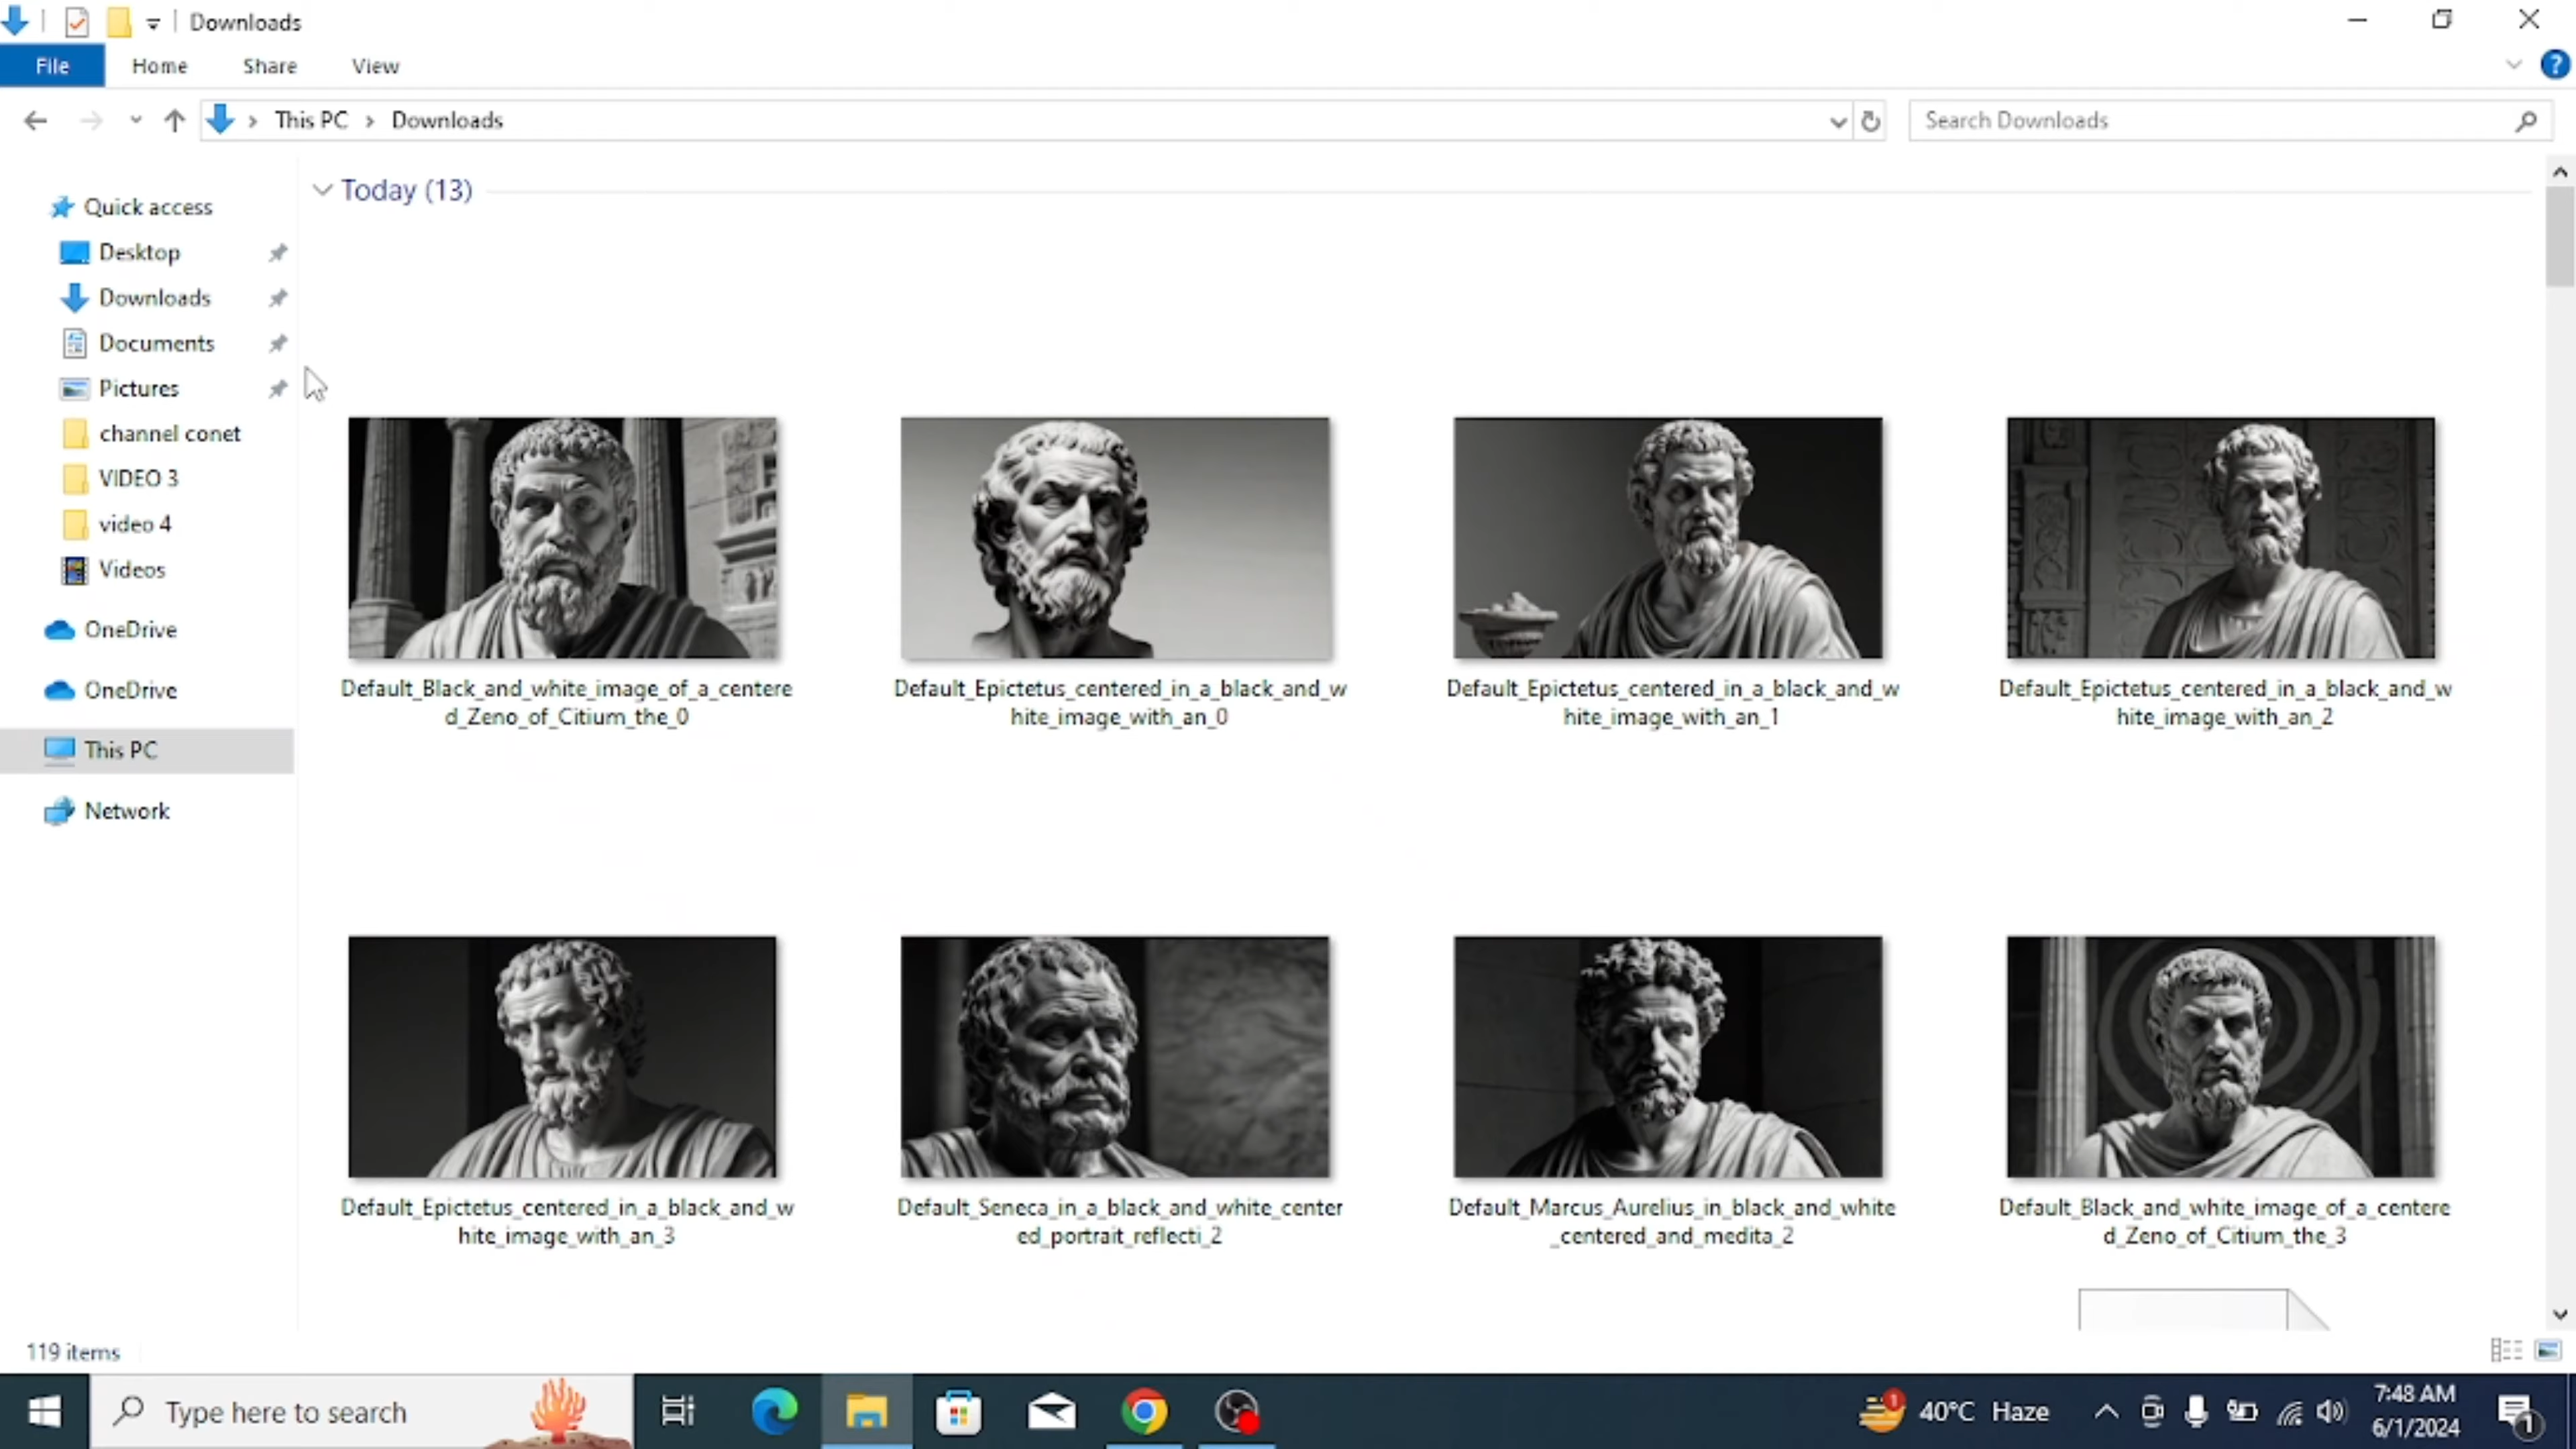 Downloads
File Home Share View
This PC > Downloads
Search Downloads
Quick access
Desktop
Downloads
Documents
Pictures
channel conet
VIDEO 3
video 4
Videos
OneDrive
OneDrive
This PC
Network
Today (13)
Default_Black_and_white_image_of_a_centere
d_Zeno_of_Citium_the_0
Default_Epictetus_centered_in_a_black_and_w
hite_image_with_an_0
Default_Epictetus_centered_in_a_black_and_w
hite_image_with_an_1
Default_Epictetus_centered_in_a_black_and_w
hite_image_with_an_2
Default_Epictetus_centered_in_a_black_and_w
hite_image_with_an_3
Default_Seneca_in_a_black_and_white_center
ed_portrait_reflecti_2
Default_Marcus_Aurelius_in_black_and_white
_centered_and_medita_2
Default_Black_and_white_image_of_a_centere
d_Zeno_of_Citium_the_3
119 items
Type here to search
1
40°C Haze
7:48 AM
6/1/2024
1